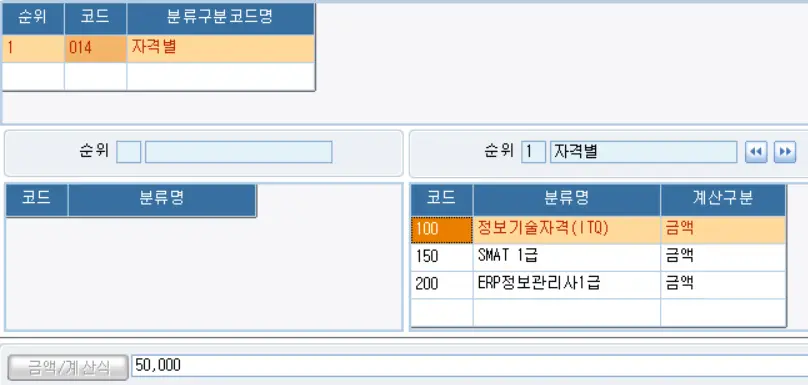 순위 코드 분류구분코드명
1 014 자격별
순위
순위 1 자격별
코드 분류명
코드 분류명 계산구분
100 정보기술자격(ITQ) 금액
150 SMAT 1급 금액
200 ERP정보관리사1급 금액
금액/계산식 50,000